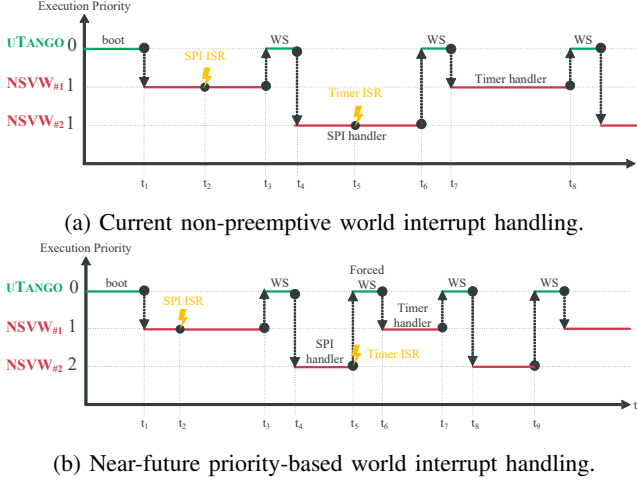 Execution Priority
UTANGO 0 boot WS WS WS
SPI ISR
NSVW#1 1 Timer handler
Timer ISR
NSVW#2 1
SPI handler
t1 t2 t3 t4 t5 t6 t7 t8
(a) Current non-preemptive world interrupt handling.
Execution Priority
Forced
UTANGO 0 boot WS WS WS WS
SPI ISR Timer
NSVW#1 1 handler
SPI Timer ISR
NSVW#2 2 handler
t
t1 t2 t3 t4 t5 t6 t7 t8 t9
(b) Near-future priority-based world interrupt handling.